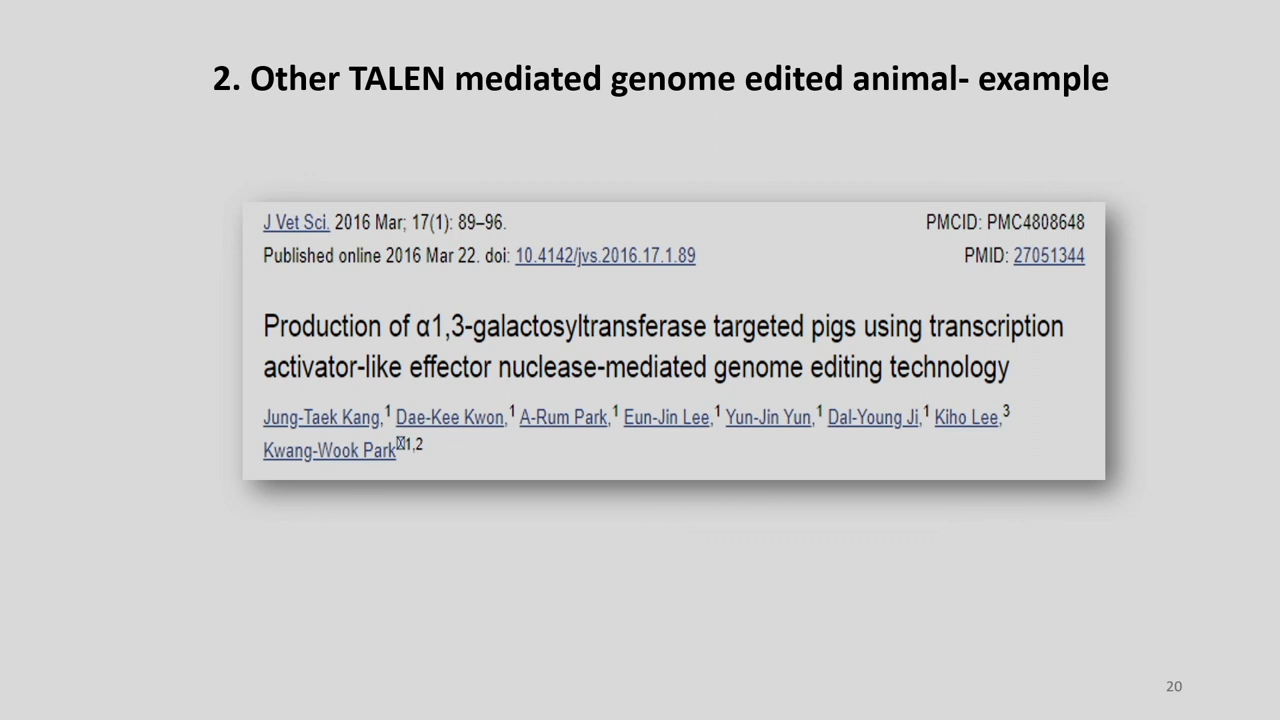 2. Other TALEN mediated genome edited animal- example
J Vet Sci. 2016 Mar; 17(1): 89–96.
PMCID: PMC4808648
Published online 2016 Mar 22. doi: 10.4142/jvs.2016.17.1.89
PMID: 27051344
Production of α1,3-galactosyltransferase targeted pigs using transcription
activator-like effector nuclease-mediated genome editing technology
Jung-Taek Kang,1 Dae-Kee Kwon,1 A-Rum Park,1 Eun-Jin Lee,1 Yun-Jin Yun,1 Dal-Young Ji,1 Kiho Lee,3
Kwang-Wook Park1,2
20